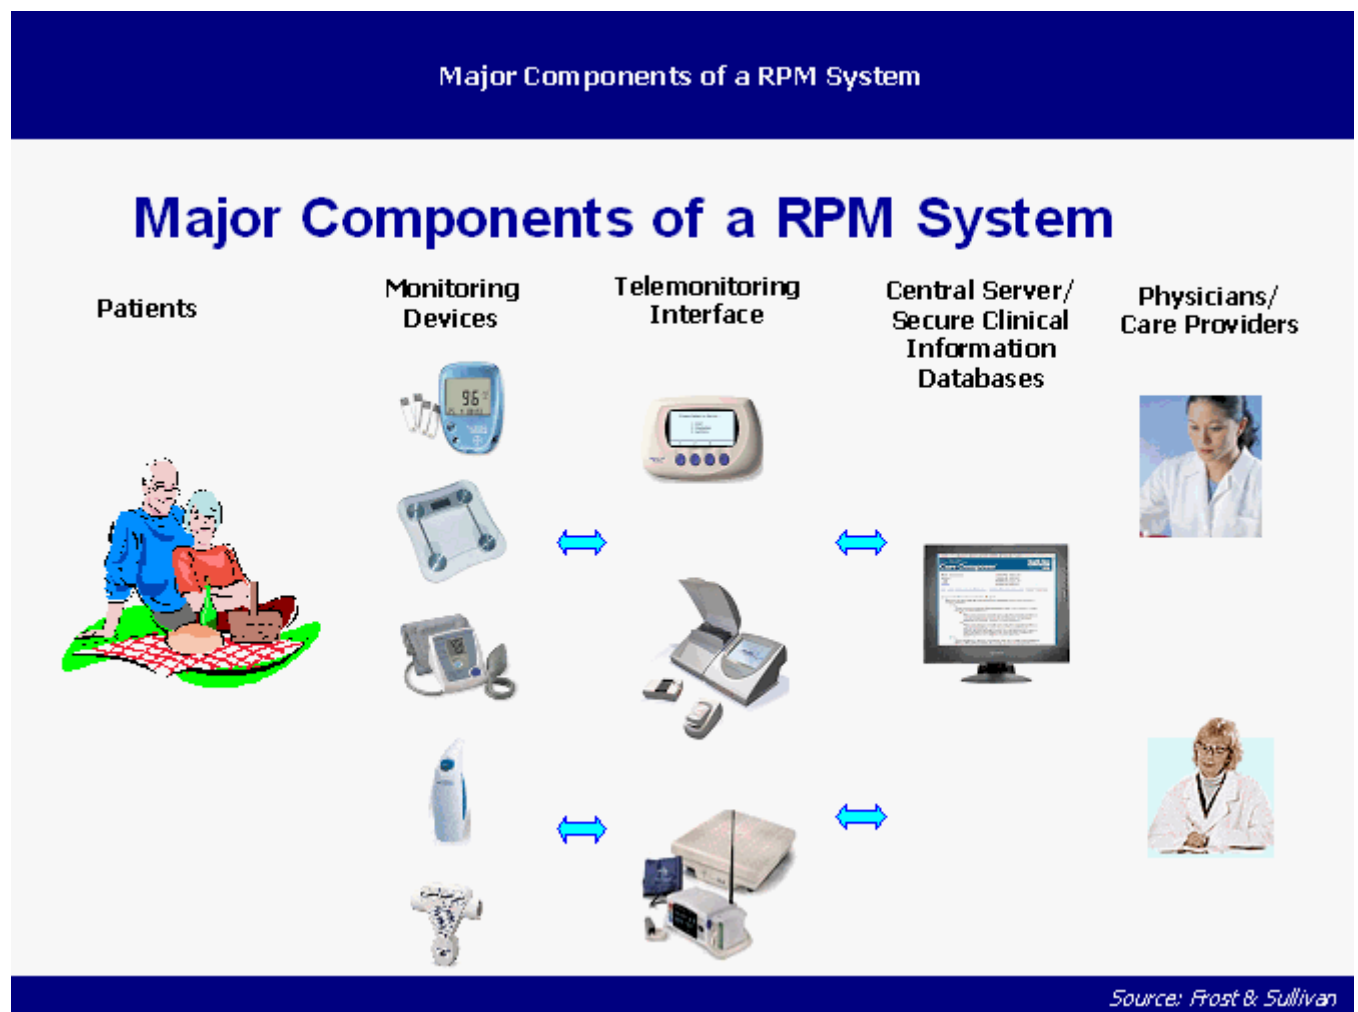 Major Components of a RPM System
Major Components of a RPM System
Patients
Monitoring
Devices
Telemonitoring
Interface
Central Server/
Secure Clinical
Information
Databases
Physicians/
Care Providers
96
Source: Frost & Sullivan